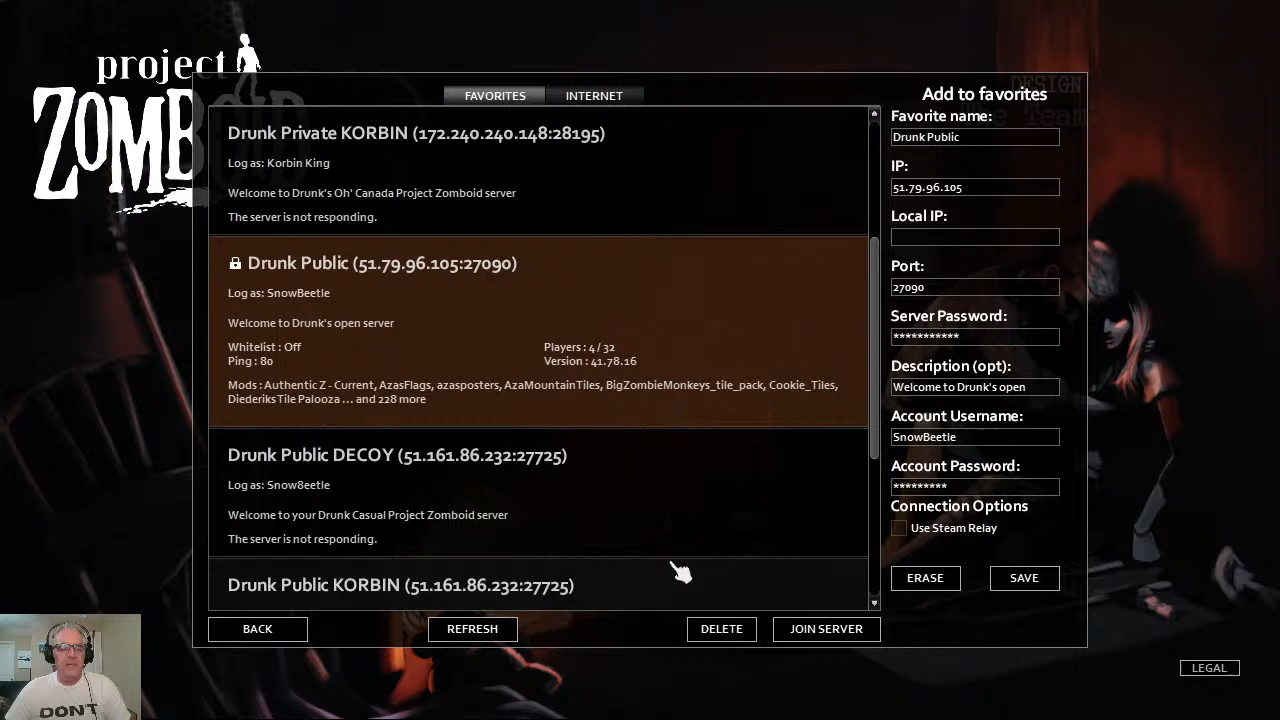 project
ZOMB
FAVORITES
INTERNET
Drunk Private KORBIN (172.240.240.148:28195)
Log as: Korbin King
Welcome to Drunk's Oh' Canada Project Zomboid server
The server is not responding.
Drunk Public (51.79.96.105:27090)
Log as: SnowBeetle
Welcome to Drunk's open server
Whitelist : Off
Players : 4 / 32
Ping : 80
Version : 41.78.16
Mods : Authentic Z - Current, AzasFlags, azasposters, AzaMountainTiles, BigZombieMonkeys_tile_pack, Cookie_Tiles,
DiederiksTile Palooza ... and 228 more
Drunk Public DECOY (51.161.86.232:27725)
Log as: Snow8eetle
Welcome to your Drunk Casual Project Zomboid server
The server is not responding.
Drunk Public KORBIN (51.161.86.232:27725)
BACK
REFRESH
DELETE
JOIN SERVER
DESIGN
Team
Add to favorites
Favorite name:
Drunk Public
IP:
51.79.96.105
Local IP:
Port:
27090
Server Password:
***********
Description (opt):
Welcome to Drunk's open
Account Username:
SnowBeetle
Account Password:
*********
Connection Options
Use Steam Relay
ERASE
SAVE
LEGAL
DON'T